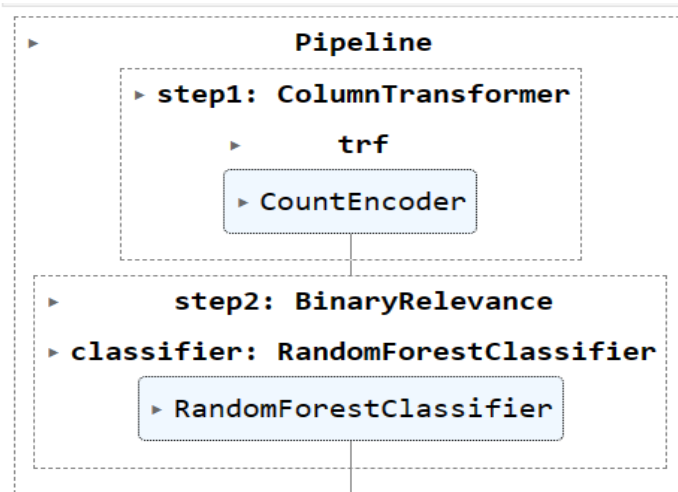 Pipeline
step1: ColumnTransformer
trf
CountEncoder
step2: BinaryRelevance
classifier: RandomForestClassifier
RandomForestClassifier